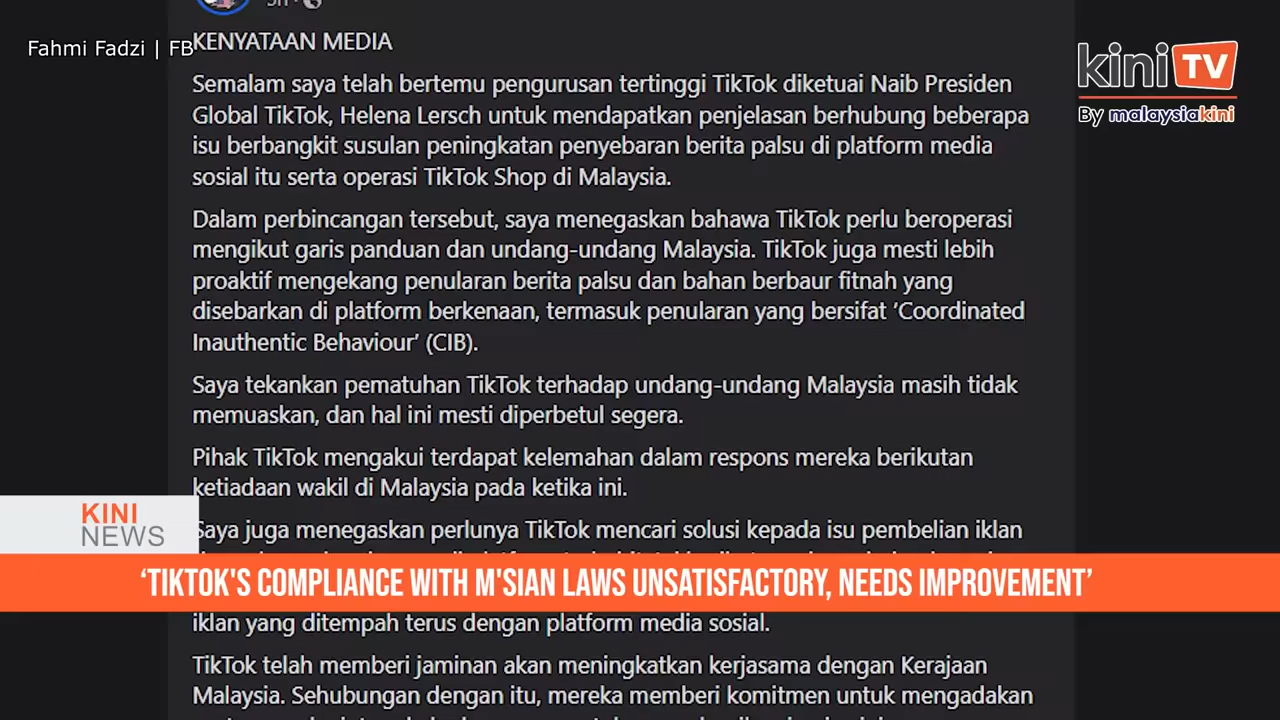 5h
Fahmi Fadzi | FB
KENYATAAN MEDIA
kini TV
By malaysiakini
Semalam saya telah bertemu pengurusan tertinggi TikTok diketuai Naib Presiden
Global TikTok, Helena Lersch untuk mendapatkan penjelasan berhubung beberapa
isu berbangkit susulan peningkatan penyebaran berita palsu di platform media
sosial itu serta operasi TikTok Shop di Malaysia.
Dalam perbincangan tersebut, saya menegaskan bahawa TikTok perlu beroperasi
mengikut garis panduan dan undang-undang Malaysia. TikTok juga mesti lebih
proaktif mengekang penularan berita palsu dan bahan berbaur fitnah yang
disebarkan di platform berkenaan, termasuk penularan yang bersifat ‘Coordinated
Inauthentic Behaviour’ (CIB).
Saya tekankan pematuhan TikTok terhadap undang-undang Malaysia masih tidak
memuaskan, dan hal ini mesti diperbetul segera.
Pihak TikTok mengakui terdapat kelemahan dalam respons mereka berikutan
ketiadaan wakil di Malaysia pada ketika ini.
KINI
NEWS
Saya juga menegaskan perlunya TikTok mencari solusi kepada isu pembelian iklan
‘TIKTOK'S COMPLIANCE WITH M'SIAN LAWS UNSATISFACTORY, NEEDS IMPROVEMENT’
iklan yang ditempah terus dengan platform media sosial.
TikTok telah memberi jaminan akan meningkatkan kerjasama dengan Kerajaan
Malaysia. Sehubungan dengan itu, mereka memberi komitmen untuk mengadakan